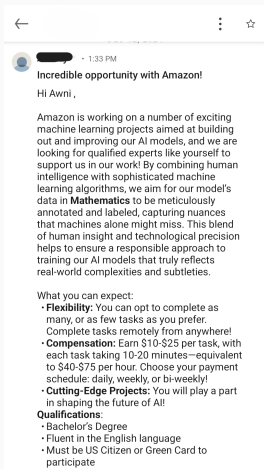 • 1:33 PM
Incredible opportunity with Amazon!
Hi Awni ,
Amazon is working on a number of exciting
machine learning projects aimed at building
out and improving our AI models, and we are
looking for qualified experts like yourself to
support us in our work! By combining human
intelligence with sophisticated machine
learning algorithms, we aim for our model's
data in Mathematics to be meticulously
annotated and labeled, capturing nuances
that machines alone might miss. This blend
of human insight and technological precision
helps to ensure a responsible approach to
training our AI models that truly reflects
real-world complexities and subtleties.
What you can expect:
• Flexibility: You can opt to complete as
many, or as few tasks as you prefer.
Complete tasks remotely from anywhere!
• Compensation: Earn $10-$25 per task, with
each task taking 10-20 minutes—equivalent
to $40-$75 per hour. Choose your payment
schedule: daily, weekly, or bi-weekly!
• Cutting-Edge Projects: You will play a part
in shaping the future of AI!
Qualifications:
• Bachelor's Degree
• Fluent in the English language
• Must be US Citizen or Green Card to
participate